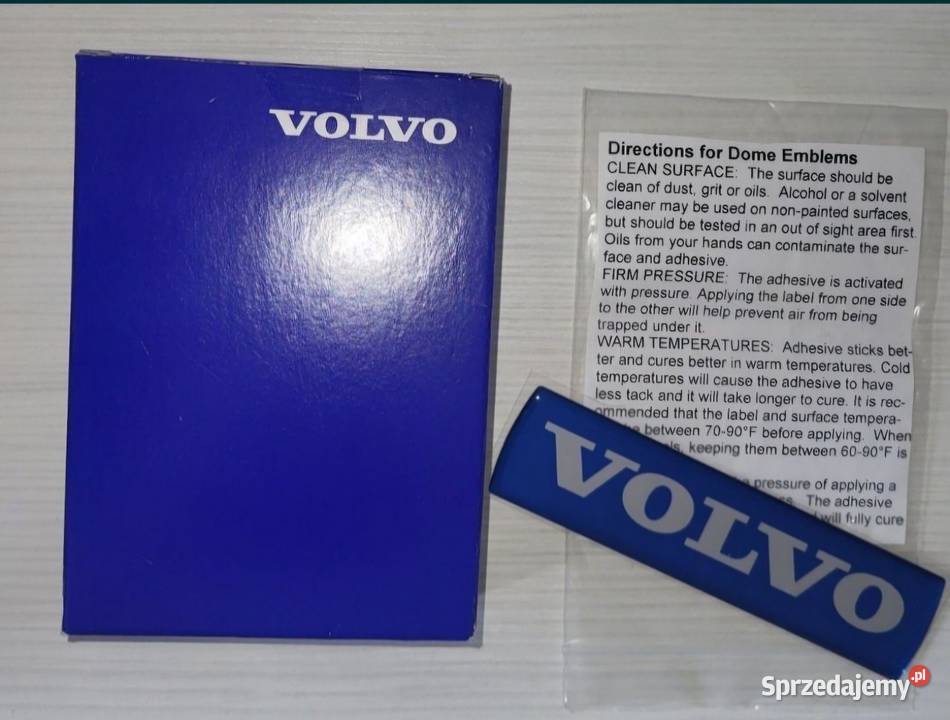 VOLVO
Directions for Dome Emblems
CLEAN SURFACE: The surface should be
clean of dust, grit or oils. Alcohol or a solvent
cleaner may be used on non-painted surfaces,
but should be tested in an out of sight area first.
Oils from your hands can contaminate the sur-
face and adhesive.
FIRM PRESSURE: The adhesive is activated
with pressure. Applying the label from one side
to the other will help prevent air from being
trapped under it.
WARM TEMPERATURES: Adhesive sticks bet-
ter and cures better in warm temperatures. Cold
temperatures will cause the adhesive to have
less tack and it will take longer to cure. It is rec-
ommended that the label and surface tempera-
between 70-90°F before applying. When
keeping them between 60-90°F is
pressure of applying a
The adhesive
will fully cure
VOLVO
Sprzedajemy.pl